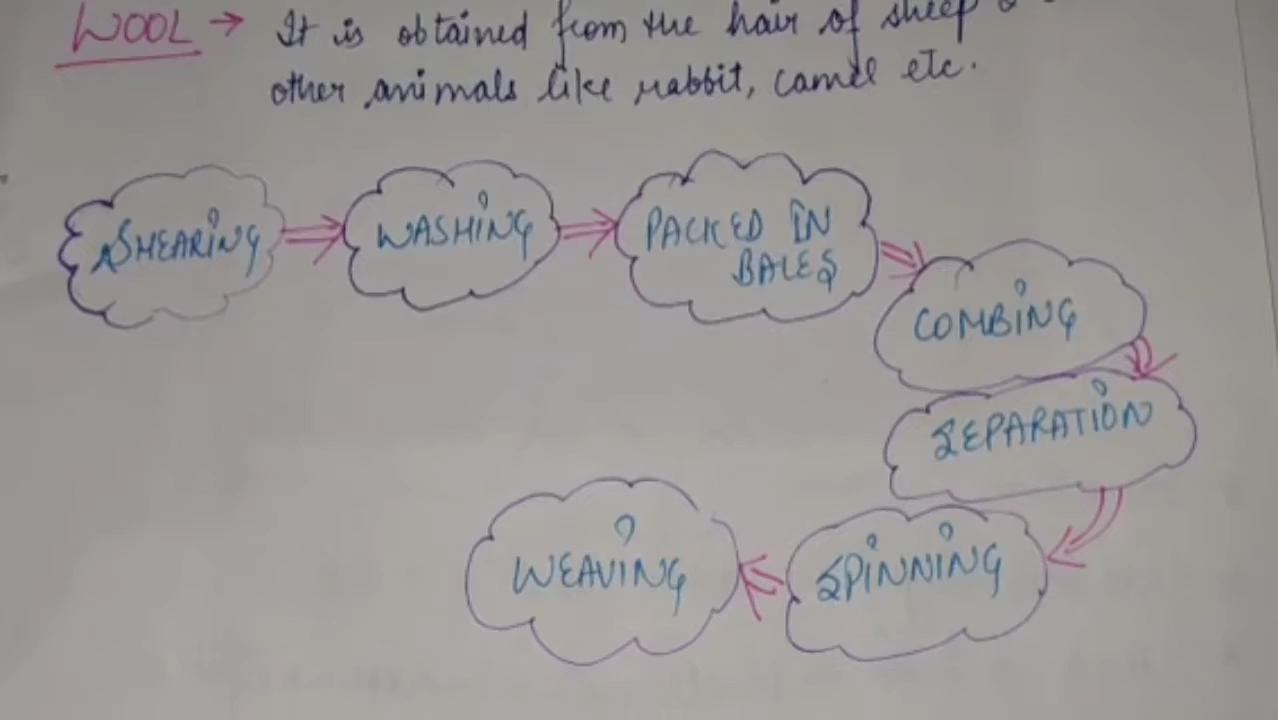 WOOL → It is obtained from the hair of sheep &
other animals like rabbit, camel etc.
SHEARING
WASHING
PACKED IN
BALES
COMBING
SEPARATION
SPINNING
WEAVING